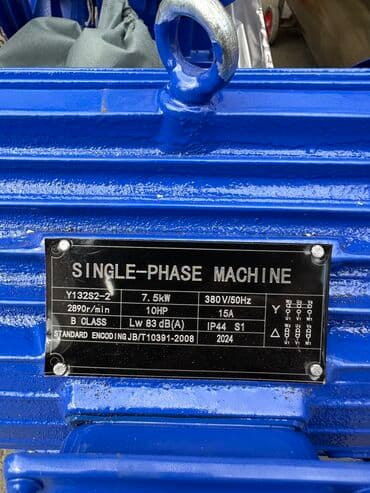 SINGLE-PHASE MACHINE
Y132S2-2 7.5kW 380V/50Hz
2890r/min 10HP 15A
B CLASS Lw 83 dB(A) IP44 S1
STANDARD ENCODING JB/T10391-2008 2024
Y
△